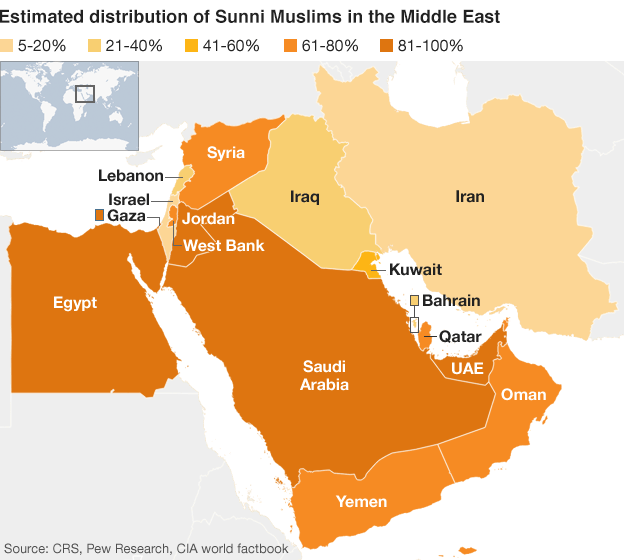 Estimated distribution of Sunni Muslims in the Middle East
5-20%
21-40%
41-60%
61-80%
81-100%
Syria
Lebanon
Iraq
Iran
Israel
Gaza
Jordan
West Bank
Kuwait
Egypt
Bahrain
Qatar
Saudi
Arabia
UAE
Oman
Yemen
Source: CRS, Pew Research, CIA world factbook